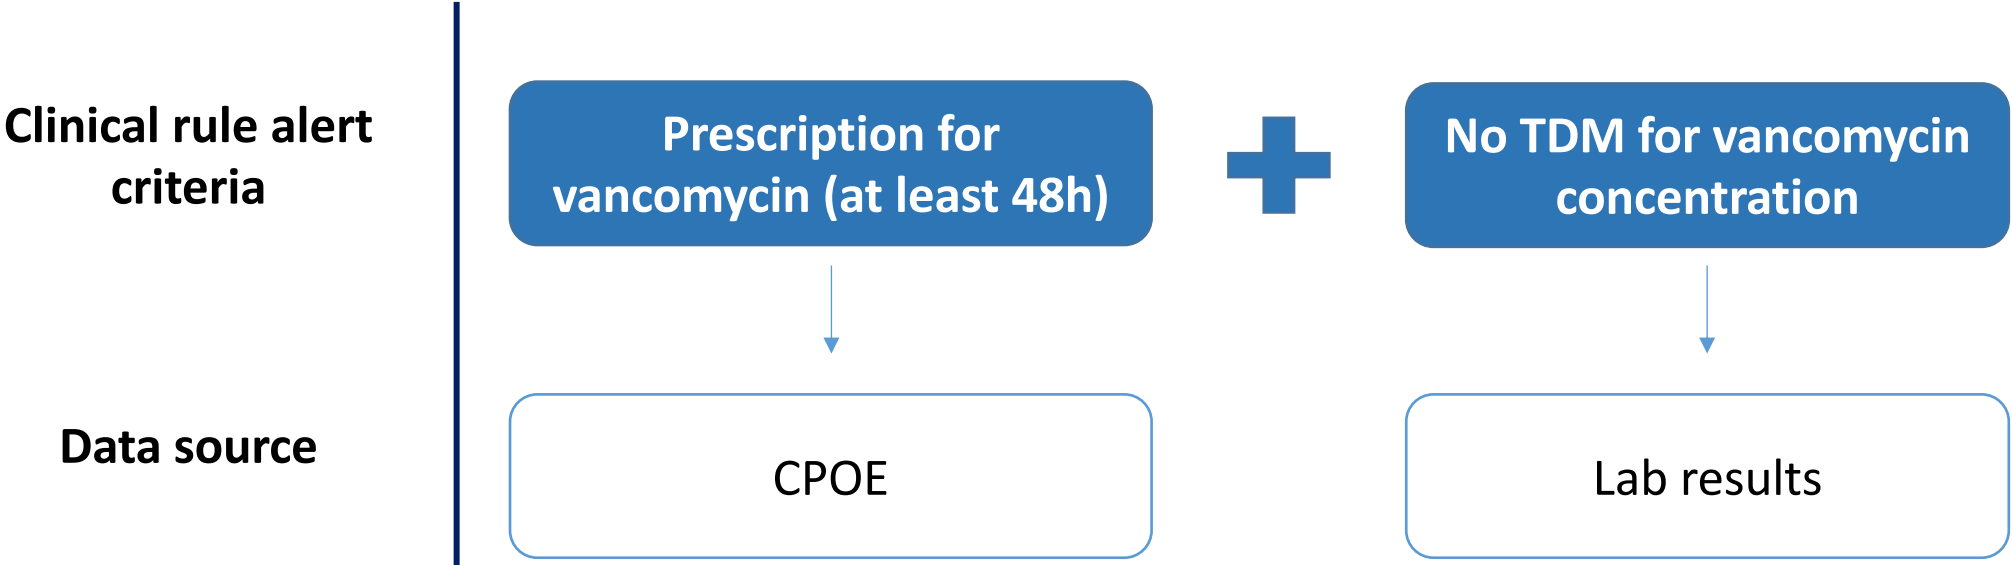 Clinical rule alert
criteria
Prescription for
vancomycin (at least 48h)
No TDM for vancomycin
concentration
Data source
CPOE
Lab results